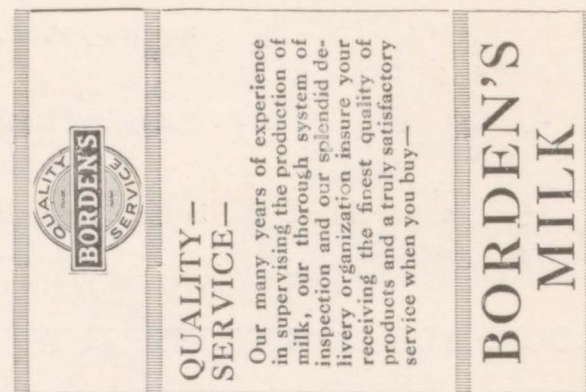 QUALITY
TRADE MARK
BORDEN'S
SERVICE
QUALITY—
SERVICE—
Our many years of experience
in supervising the production of
milk, our thorough system of
inspection and our splendid de-
livery organization insure your
receiving the finest quality of
products and a truly satisfactory
service when you buy—
BORDEN'S
MILK